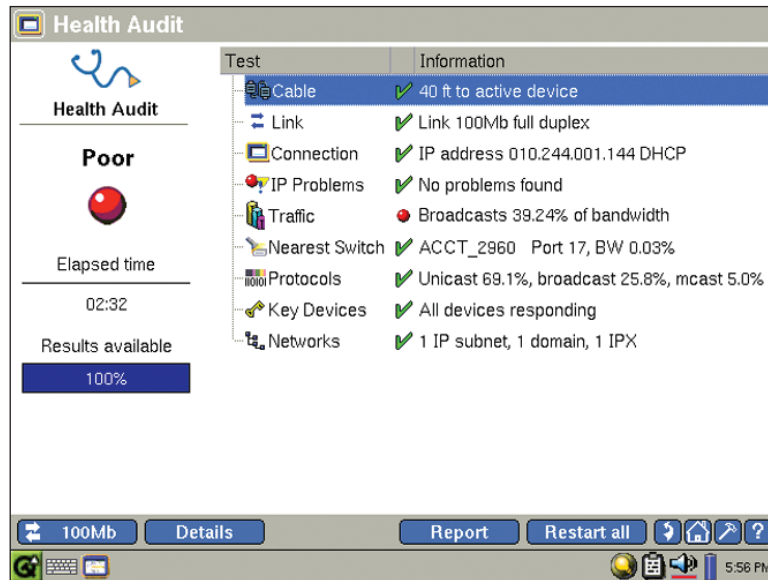 Health Audit
Health Audit
Poor
Elapsed time
02:32
Results available
100%
Test Information
Cable 40 ft to active device
Link Link 100Mb full duplex
Connection IP address 010.244.001.144 DHCP
IP Problems No problems found
Traffic Broadcasts 39.24% of bandwidth
Nearest Switch ACCT_2960 Port 17, BW 0.03%
Protocols Unicast 69.1%, broadcast 25.8%, mcast 5.0%
Key Devices All devices responding
Networks 1 IP subnet, 1 domain, 1 IPX
100Mb Details Report Restart all ?
5:56 PM